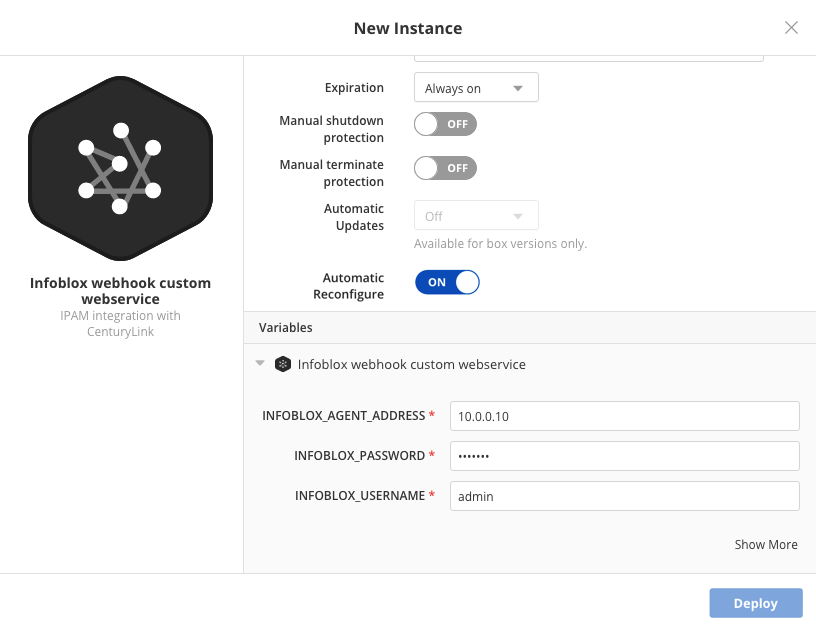 New Instance
Infoblox webhook custom
webservice
IPAM integration with
CenturyLink
Expiration
Always on
Manual shutdown
protection
OFF
Manual terminate
protection
OFF
Automatic
Updates
Off
Available for box versions only.
Automatic
Reconfigure
ON
Variables
Infoblox webhook custom webservice
INFOBLOX_AGENT_ADDRESS *
10.0.0.10
INFOBLOX_PASSWORD *
•••••••
INFOBLOX_USERNAME *
admin
Show More
Deploy